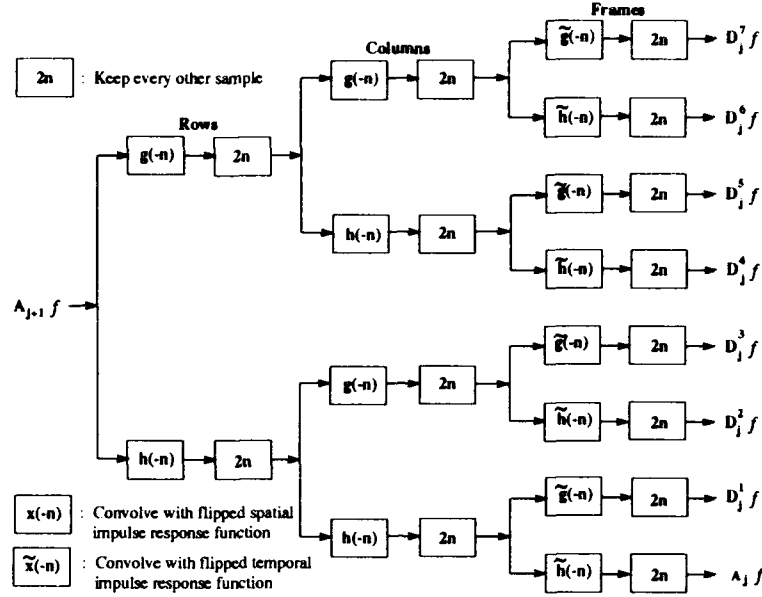 Frames
g̃(-n) 2n D_j^7 f
Columns
2n : Keep every other sample
g(-n) 2n
h̃(-n) 2n D_j^6 f
Rows
g(-n) 2n
g̃(-n) 2n D_j^5 f
h(-n) 2n
h̃(-n) 2n D_j^4 f
A_{j+1} f
g̃(-n) 2n D_j^3 f
g(-n) 2n
h̃(-n) 2n D_j^2 f
h(-n) 2n
g̃(-n) 2n D_j^1 f
x(-n) : Convolve with flipped spatial
impulse response function
h(-n) 2n
x̃(-n) : Convolve with flipped temporal
impulse response function
h̃(-n) 2n A_j f